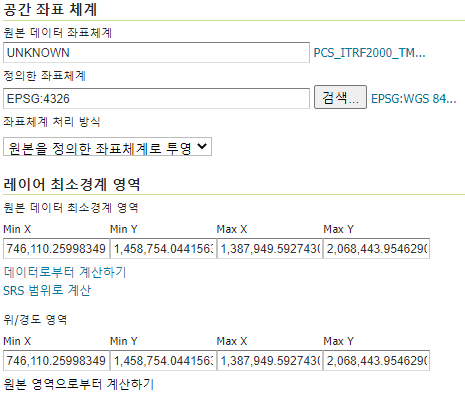 공간 좌표 체계
원본 데이터 좌표체계
UNKNOWN PCS_ITRF2000_TM...
정의한 좌표체계
EPSG:4326 검색... EPSG:WGS 84...
좌표체계 처리 방식
원본을 정의한 좌표체계로 투영
레이어 최소경계 영역
원본 데이터 최소경계 영역
Min X Min Y Max X Max Y
746,110.25998349 1,458,754.044156 1,387,949.592743 2,068,443.954629
데이터로부터 계산하기
SRS 범위로 계산
위/경도 영역
Min X Min Y Max X Max Y
746,110.25998349 1,458,754.044156 1,387,949.592743 2,068,443.954629
원본 영역으로부터 계산하기